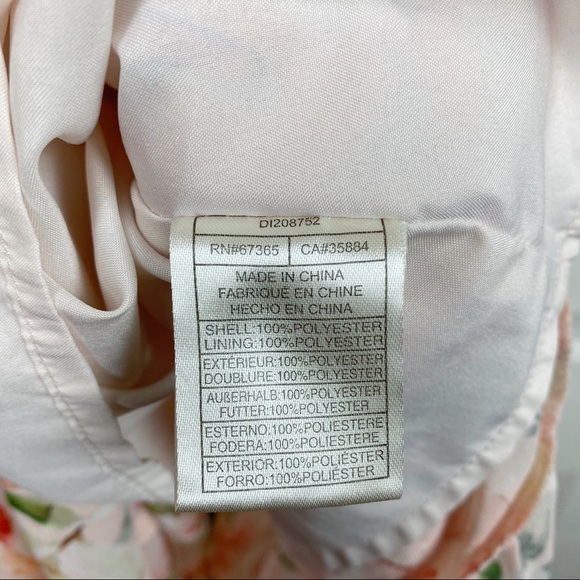 DI208752
RN#67365 CA#35884
MADE IN CHINA
FABRIQUÉ EN CHINE
HECHO EN CHINA
SHELL:100%POLYESTER
LINING:100%POLYESTER
EXTÉRIEUR:100%POLYESTER
DOUBLURE:100%POLYESTER
AUßERHALB:100%POLYESTER
FUTTER:100%POLYESTER
ESTERNO:100%POLIESTERE
FODERA:100%POLIESTERE
EXTERIOR:100%POLIÉSTER
FORRO:100%POLIÉSTER